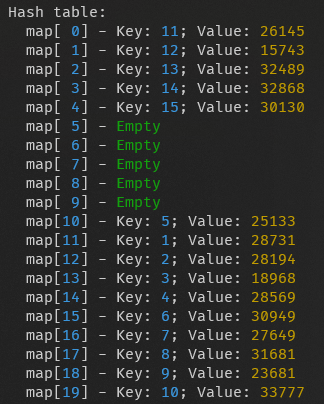 Hash table:
  map[ 0] - Key: 11; Value: 26145
  map[ 1] - Key: 12; Value: 15743
  map[ 2] - Key: 13; Value: 32489
  map[ 3] - Key: 14; Value: 32868
  map[ 4] - Key: 15; Value: 30130
  map[ 5] - Empty
  map[ 6] - Empty
  map[ 7] - Empty
  map[ 8] - Empty
  map[ 9] - Empty
  map[10] - Key: 5; Value: 25133
  map[11] - Key: 1; Value: 28731
  map[12] - Key: 2; Value: 28194
  map[13] - Key: 3; Value: 18968
  map[14] - Key: 4; Value: 28569
  map[15] - Key: 6; Value: 30949
  map[16] - Key: 7; Value: 27649
  map[17] - Key: 8; Value: 31681
  map[18] - Key: 9; Value: 23681
  map[19] - Key: 10; Value: 33777